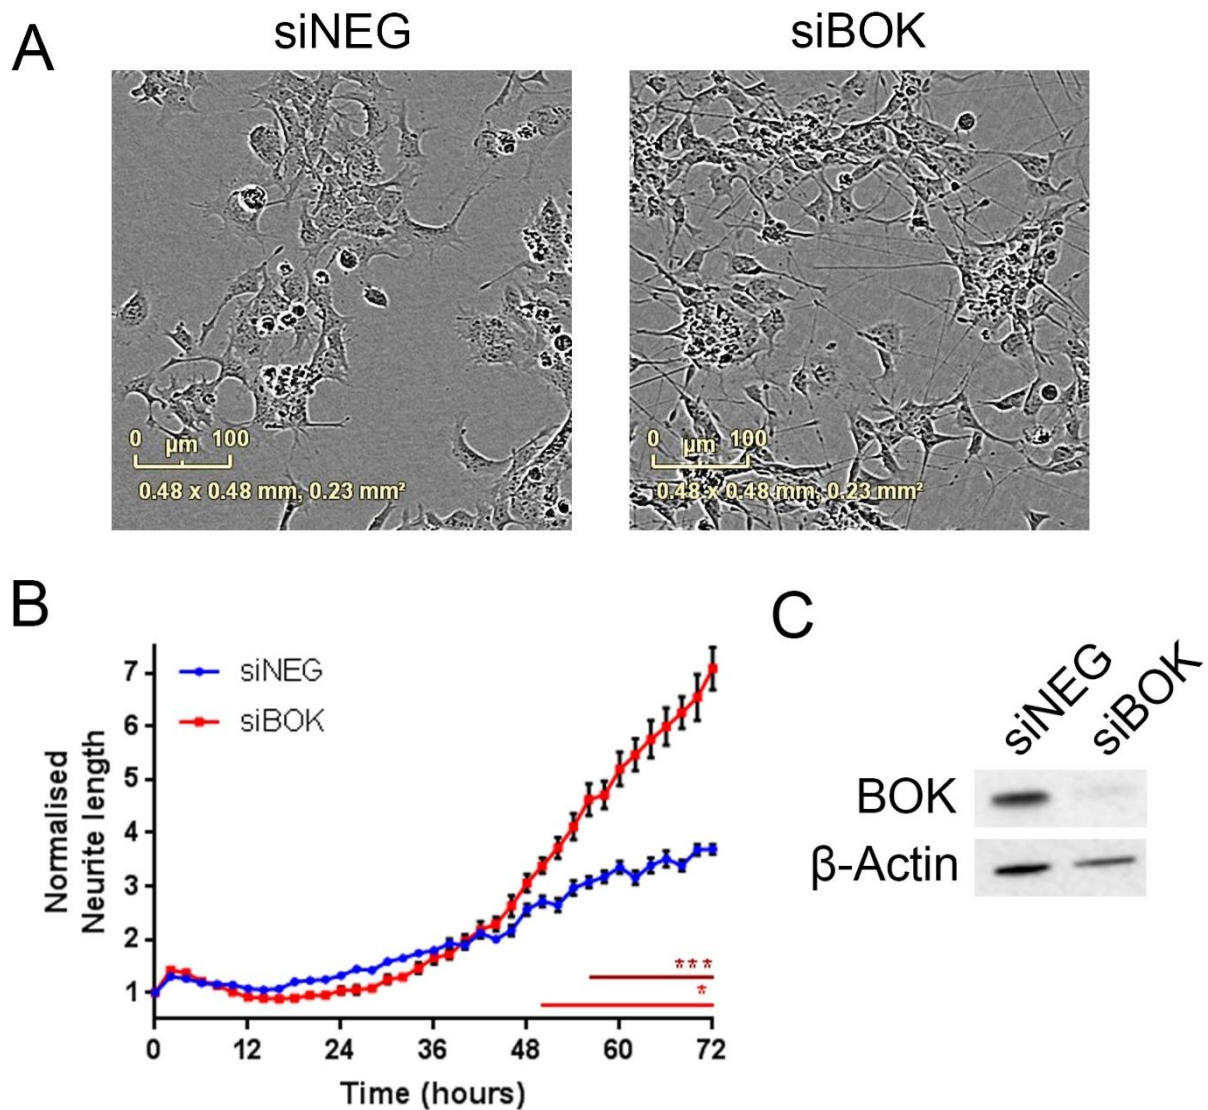 A
siNEG
siBOK
0 µm 100
0.48 x 0.48 mm, 0.23 mm²
0 µm 100
0.48 x 0.48 mm, 0.23 mm²
B
Normalised
Neurite length
7
6
5
4
3
2
1
siNEG
siBOK
***
*
0 12 24 36 48 60 72
Time (hours)
C
siNEG
siBOK
BOK
β-Actin